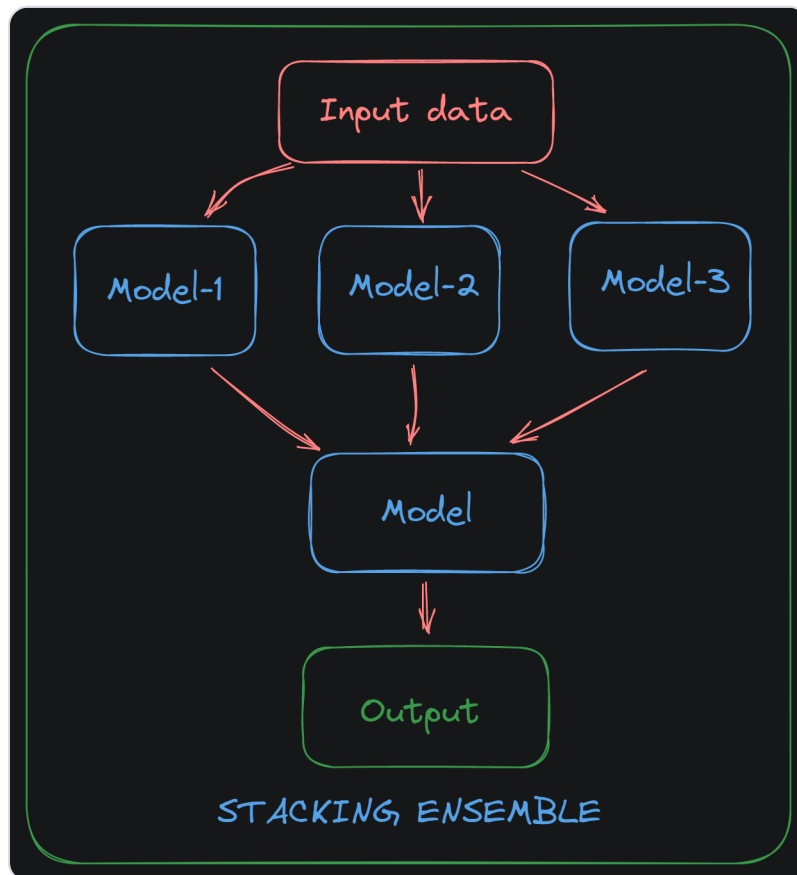 Input data
Model-1
Model-2
Model-3
Model
Output
STACKING ENSEMBLE